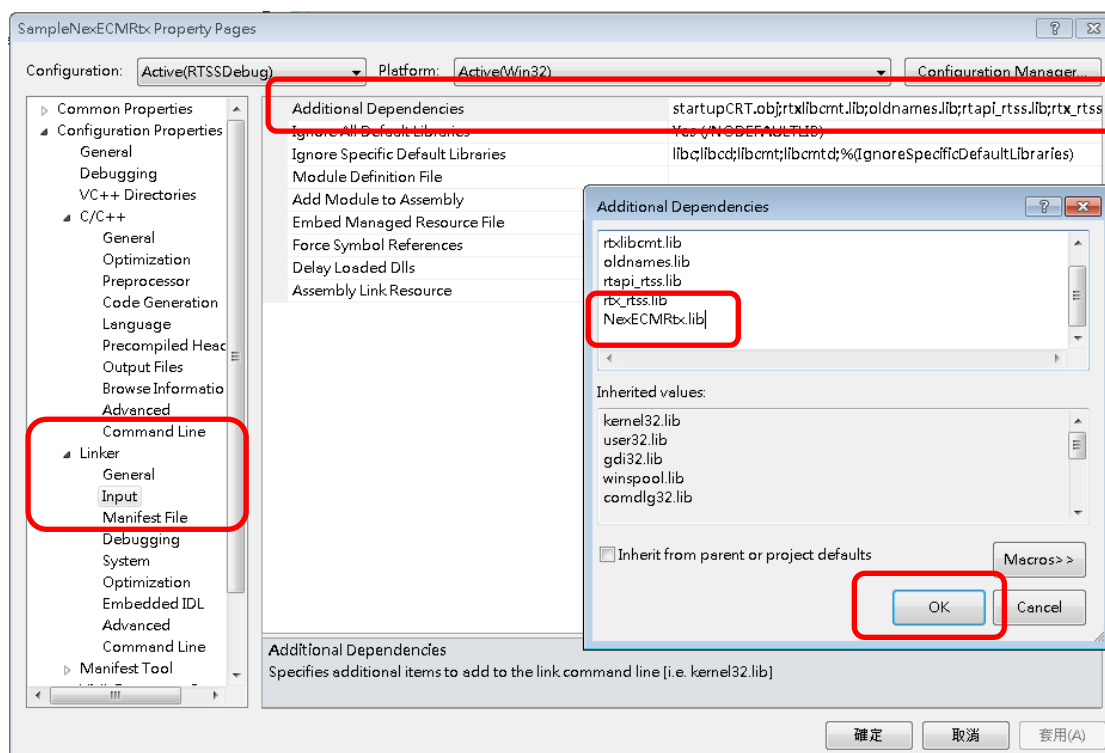 SampleNexECMRtx Property Pages
Configuration: Active(RTSSDebug) Platform: Active(Win32) Configuration Manager...
Common Properties
Configuration Properties
General
Debugging
VC++ Directories
C/C++
General
Optimization
Preprocessor
Code Generation
Language
Precompiled Head
Output Files
Browse Informatio
Advanced
Command Line
Linker
General
Input
Manifest File
Debugging
System
Optimization
Embedded IDL
Advanced
Command Line
Manifest Tool
Additional Dependencies startupCRT.obj;rtxlibcmt.lib;oldnames.lib;rtapi_rtss.lib;rtx_rtss
Ignore All Default Libraries Yes (/NODEFAULTLIB)
Ignore Specific Default Libraries libc;libcd;libcmt;libcmtd;%(IgnoreSpecificDefaultLibraries)
Module Definition File
Add Module to Assembly
Embed Managed Resource File
Force Symbol References
Delay Loaded Dlls
Assembly Link Resource
Additional Dependencies
rtxlibcmt.lib
oldnames.lib
rtapi_rtss.lib
rtx_rtss.lib
NexECMRtx.lib
Inherited values:
kernel32.lib
user32.lib
gdi32.lib
winspool.lib
comdlg32.lib
Inherit from parent or project defaults
Macros>>
OK Cancel
Additional Dependencies
Specifies additional items to add to the link command line [i.e. kernel32.lib]
確定 取消 套用(A)